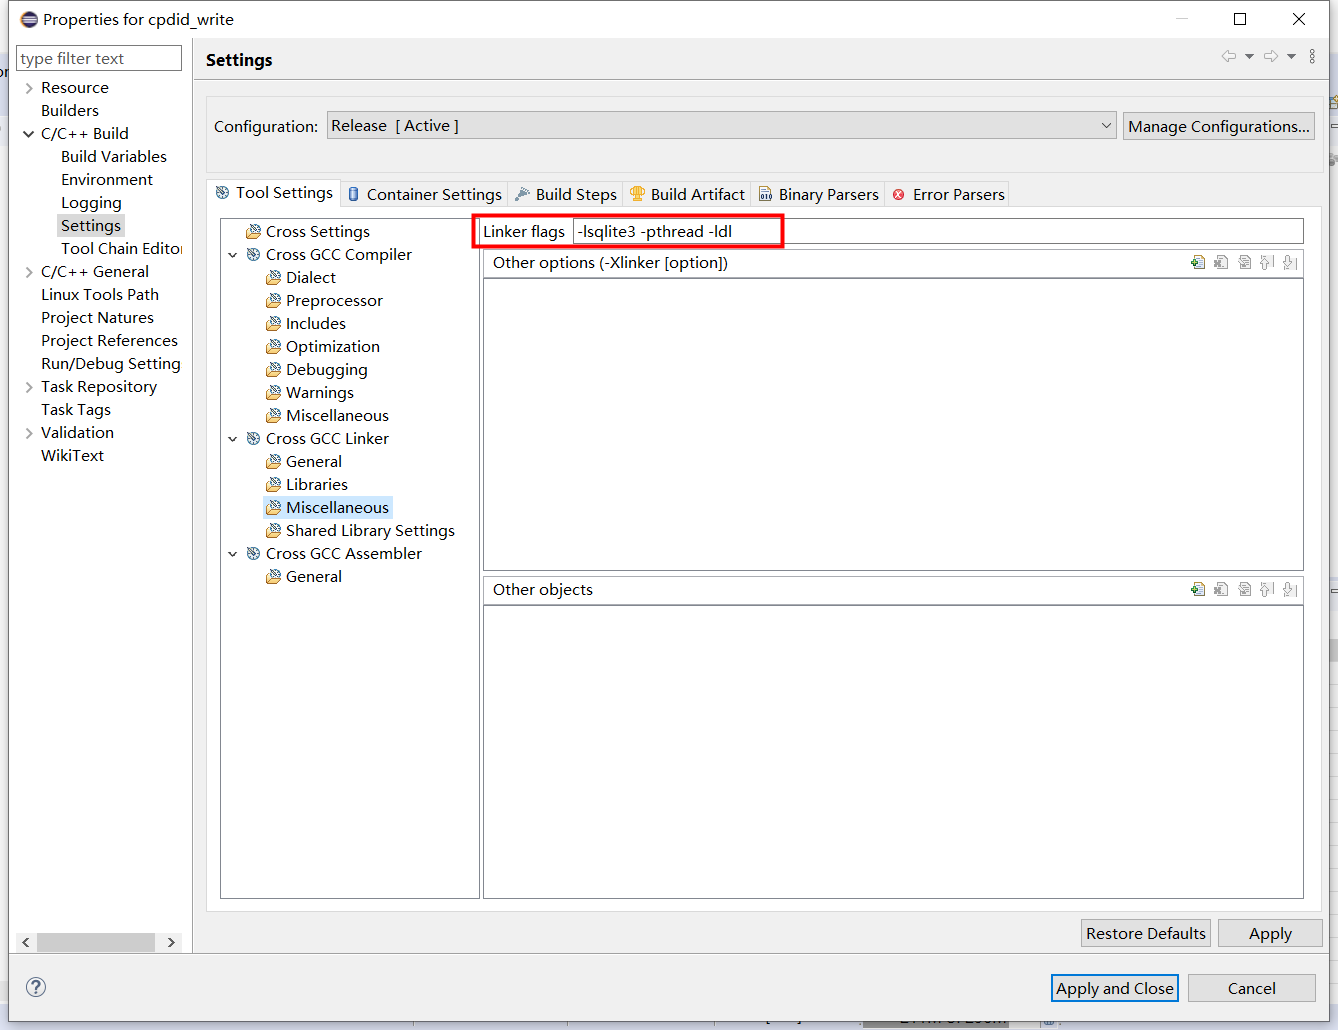 Properties for cpdid_write
type filter text
Settings
Resource
Builders
C/C++ Build
Build Variables
Environment
Logging
Settings
Tool Chain Editor
C/C++ General
Linux Tools Path
Project Natures
Project References
Run/Debug Setting
Task Repository
Task Tags
Validation
WikiText
Configuration:
Release [ Active ]
Manage Configurations...
Tool Settings
Container Settings
Build Steps
Build Artifact
Binary Parsers
Error Parsers
Cross Settings
Cross GCC Compiler
Dialect
Preprocessor
Includes
Optimization
Debugging
Warnings
Miscellaneous
Cross GCC Linker
General
Libraries
Miscellaneous
Shared Library Settings
Cross GCC Assembler
General
Linker flags
-lsqlite3 -pthread -ldl
Other options (-Xlinker [option])
Other objects
Restore Defaults
Apply
Apply and Close
Cancel